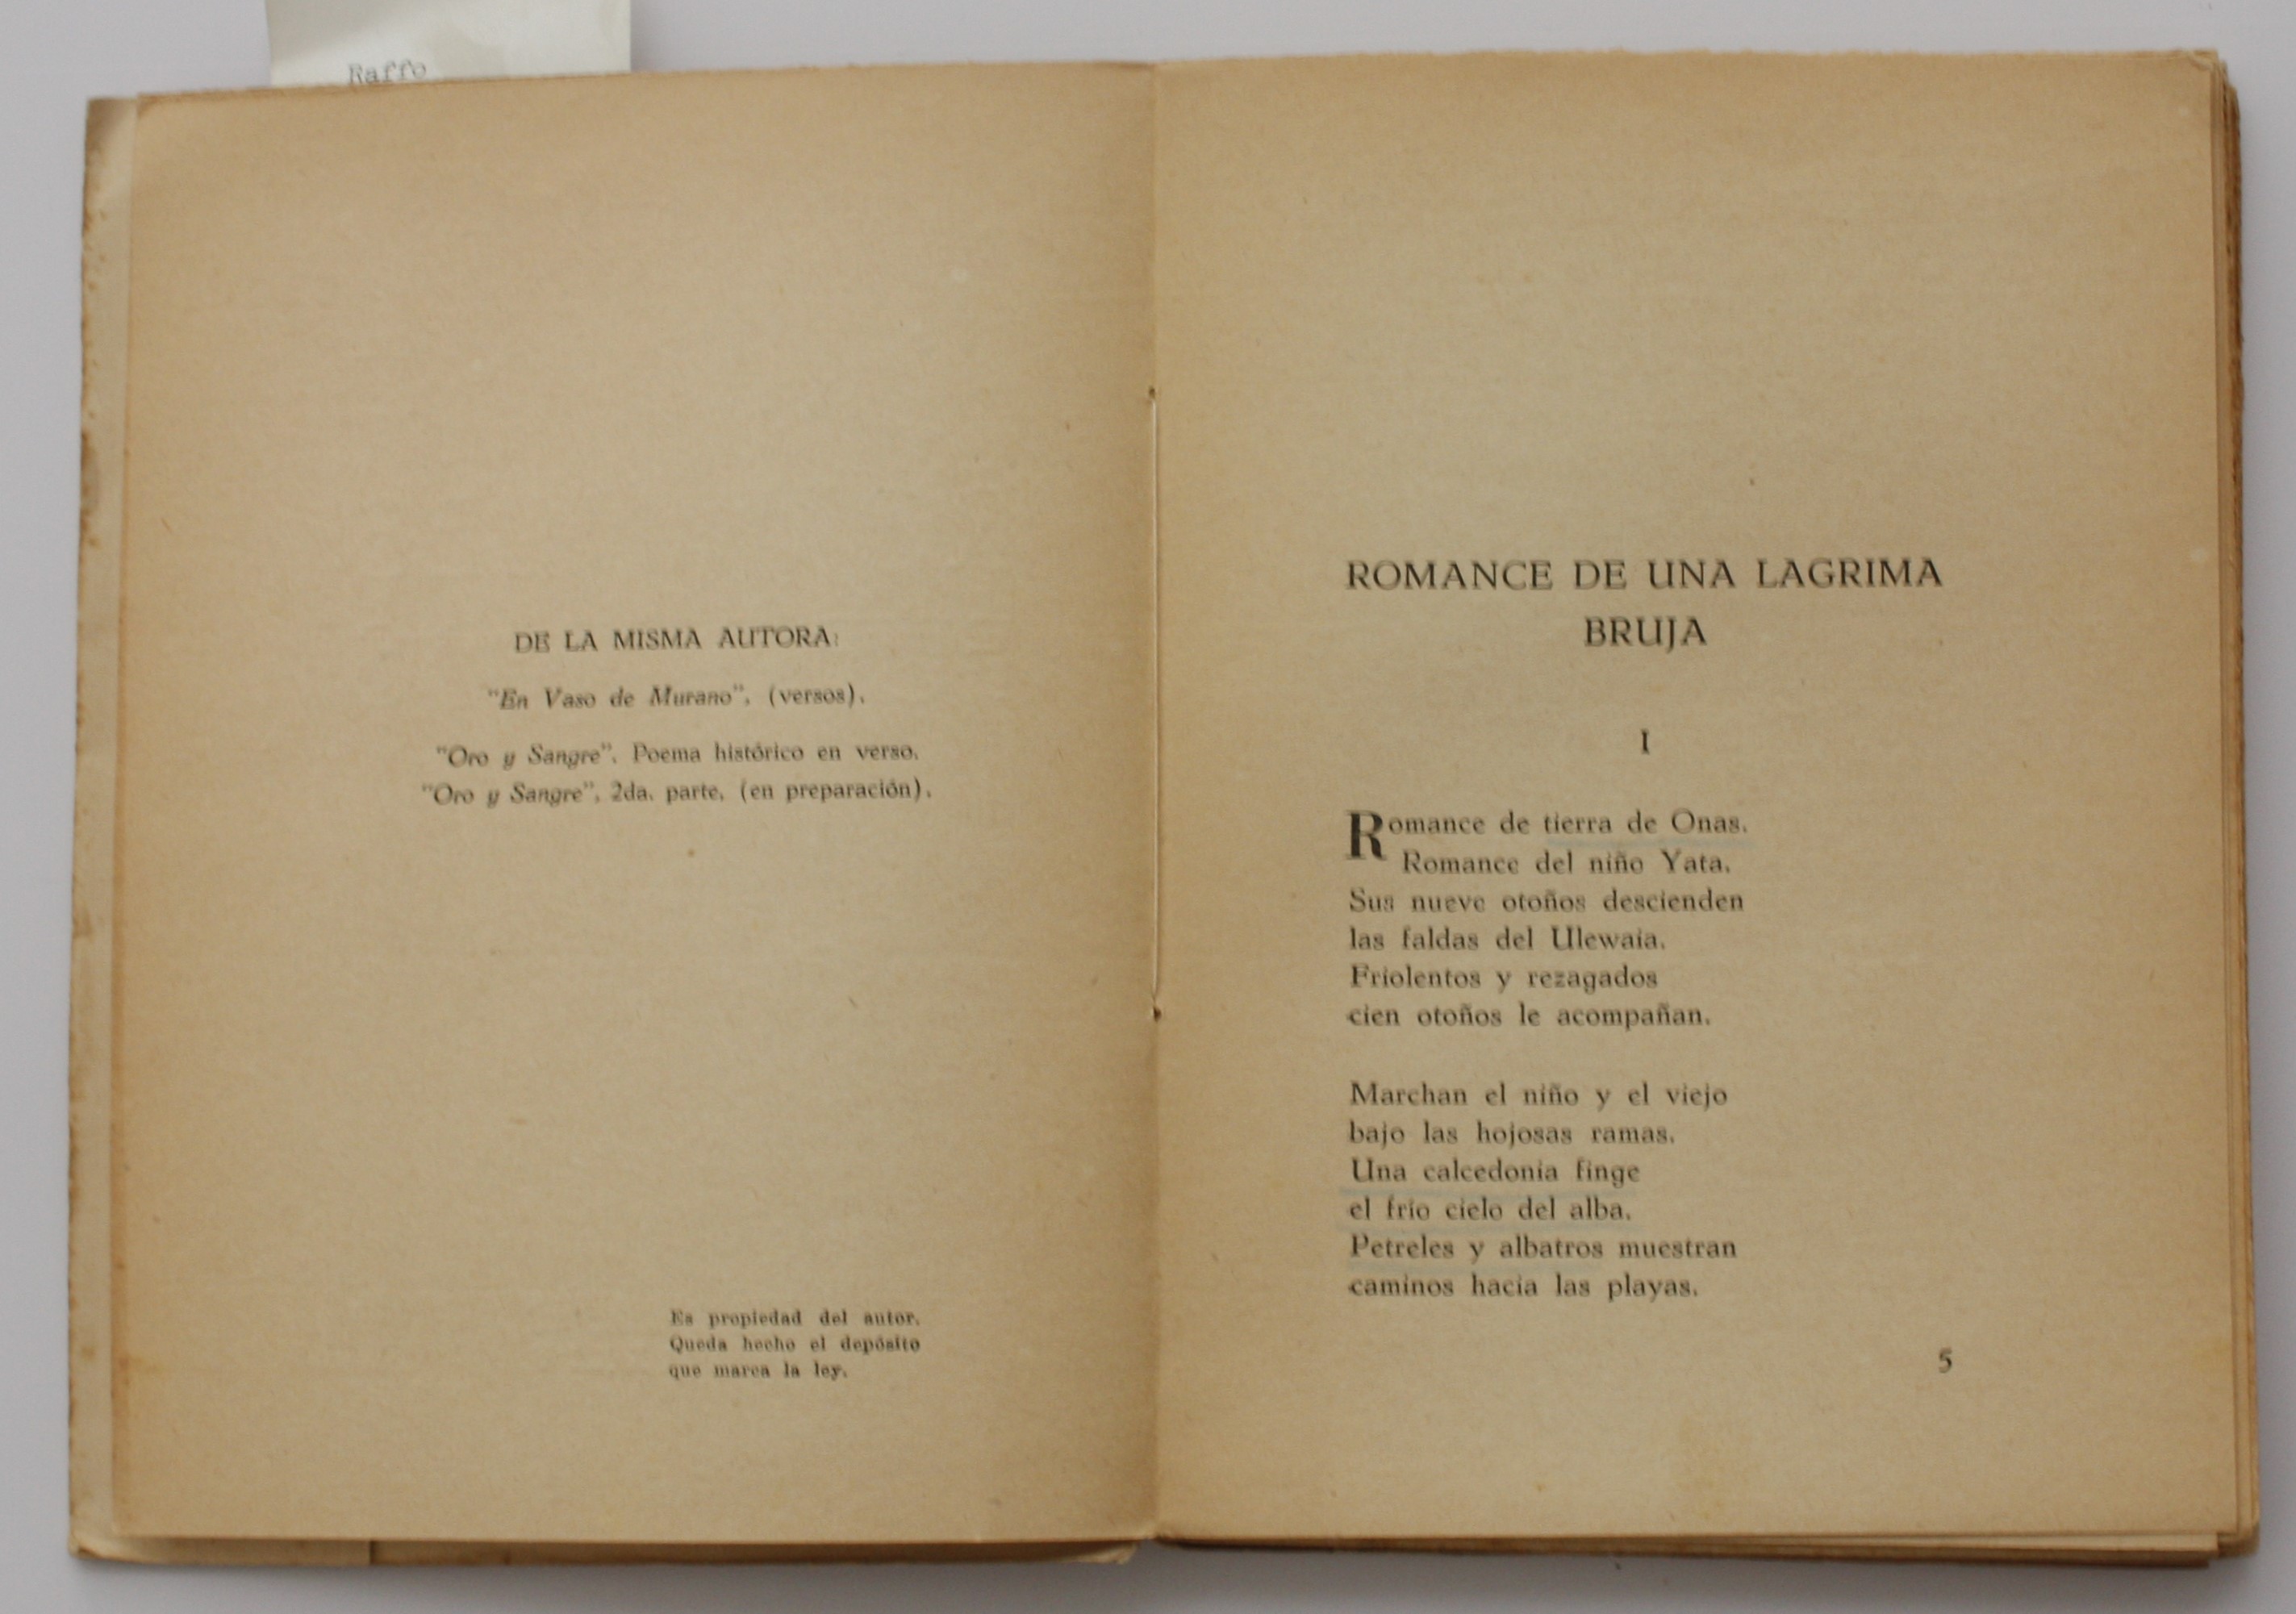 Raffo
DE LA MISMA AUTORA:
"En Vaso de Murano", (versos).
"Oro y Sangre". Poema histórico en verso.
"Oro y Sangre", 2da. parte, (en preparación).
Es propiedad del autor.
Queda hecho el depósito
que marca la ley.
ROMANCE DE UNA LAGRIMA
BRUJA
I
Romance de tierra de Onas.
Romance del niño Yata.
Sus nueve otoños descienden
las faldas del Ulewaia.
Friolentos y rezagados
cien otoños le acompañan.
Marchan el niño y el viejo
bajo las hojosas ramas.
Una calcedonia finge
el frío cielo del alba.
Petreles y albatros muestran
caminos hacia las playas.
5